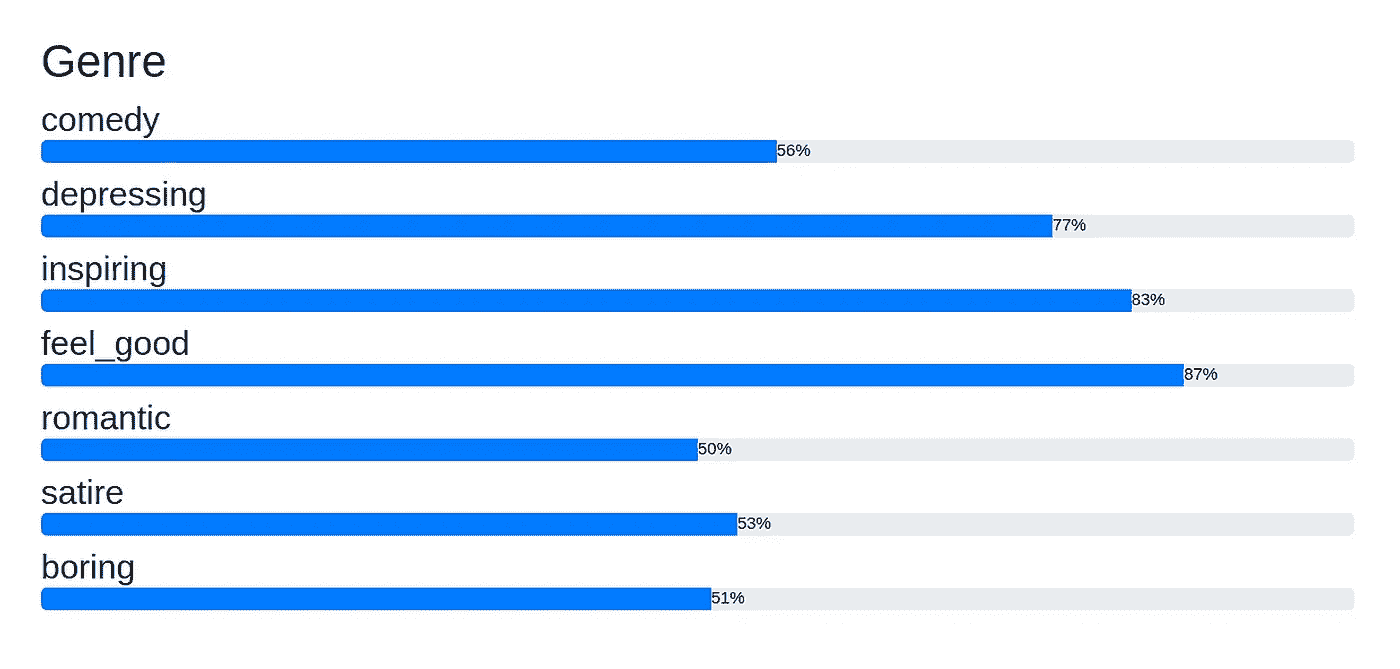 Genre
comedy
56%
depressing
77%
inspiring
83%
feel_good
87%
romantic
50%
satire
53%
boring
51%